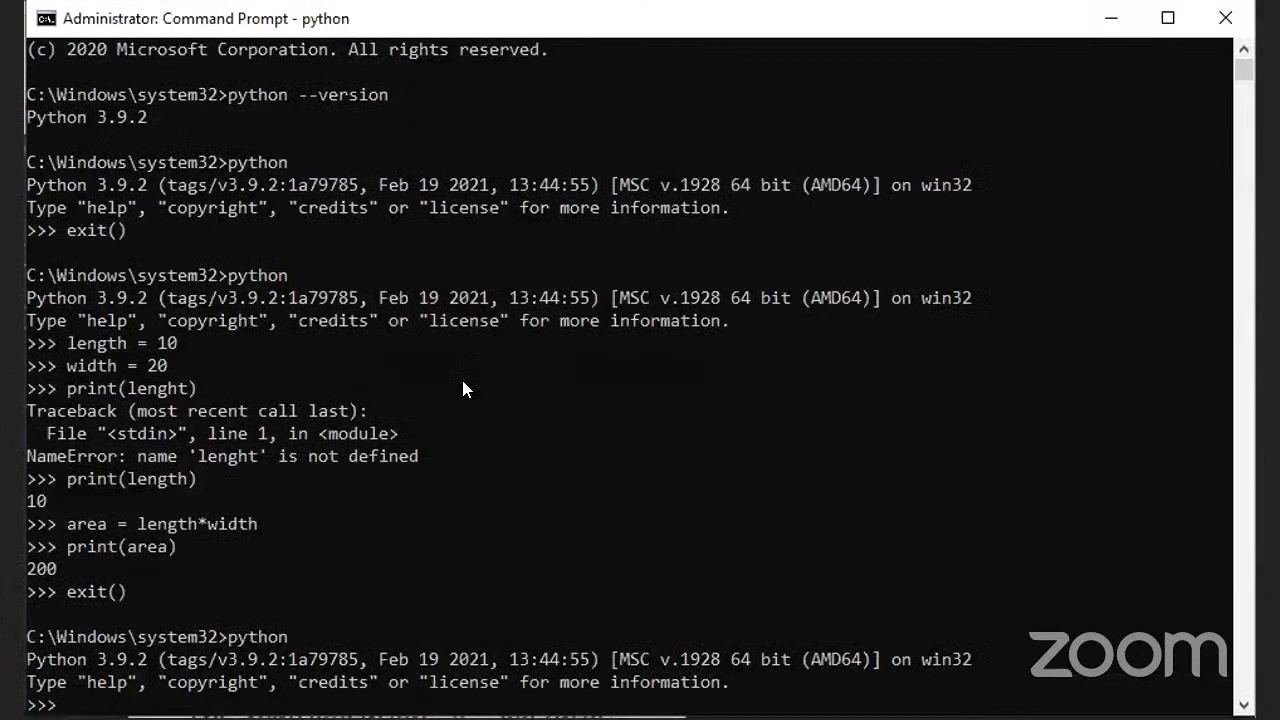 Administrator: Command Prompt - python
(c) 2020 Microsoft Corporation. All rights reserved.
C:\Windows\system32>python --version
Python 3.9.2
C:\Windows\system32>python
Python 3.9.2 (tags/v3.9.2:1a79785, Feb 19 2021, 13:44:55) [MSC v.1928 64 bit (AMD64)] on win32
Type "help", "copyright", "credits" or "license" for more information.
>>> exit()
C:\Windows\system32>python
Python 3.9.2 (tags/v3.9.2:1a79785, Feb 19 2021, 13:44:55) [MSC v.1928 64 bit (AMD64)] on win32
Type "help", "copyright", "credits" or "license" for more information.
>>> length = 10
>>> width = 20
>>> print(lenght)
Traceback (most recent call last):
  File "<stdin>", line 1, in <module>
NameError: name 'lenght' is not defined
>>> print(length)
10
>>> area = length*width
>>> print(area)
200
>>> exit()
C:\Windows\system32>python
Python 3.9.2 (tags/v3.9.2:1a79785, Feb 19 2021, 13:44:55) [MSC v.1928 64 bit (AMD64)] on win32
Type "help", "copyright", "credits" or "license" for more information.
>>>
zoom